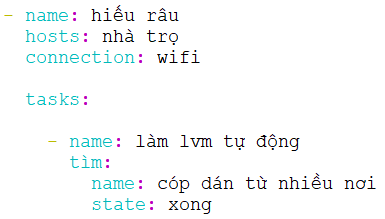 - name: hiếu râu
hosts: nhà trọ
connection: wifi
tasks:
- name: làm lvm tự động
tìm:
name: cóp dán từ nhiều nơi
state: xong